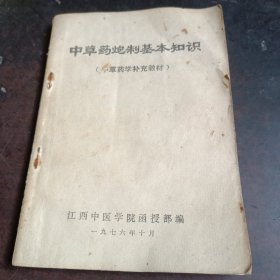 中草药炮制基本知识
（中草药学补充教材）
江西中医学院函授部编
一九七六年十月